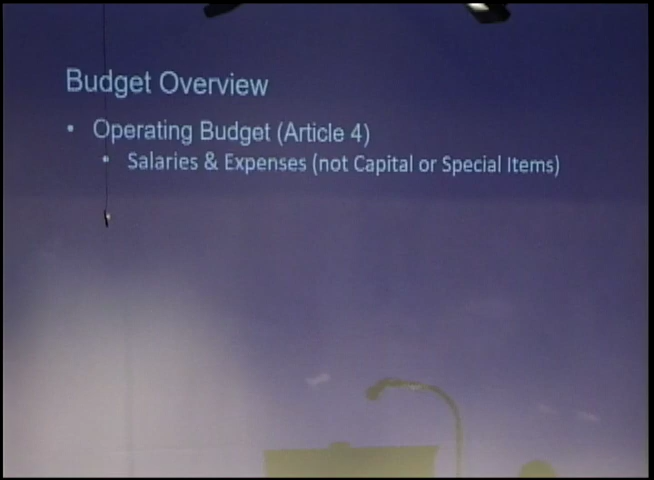 Budget Overview
• Operating Budget (Article 4)
• Salaries & Expenses (not Capital or Special Items)